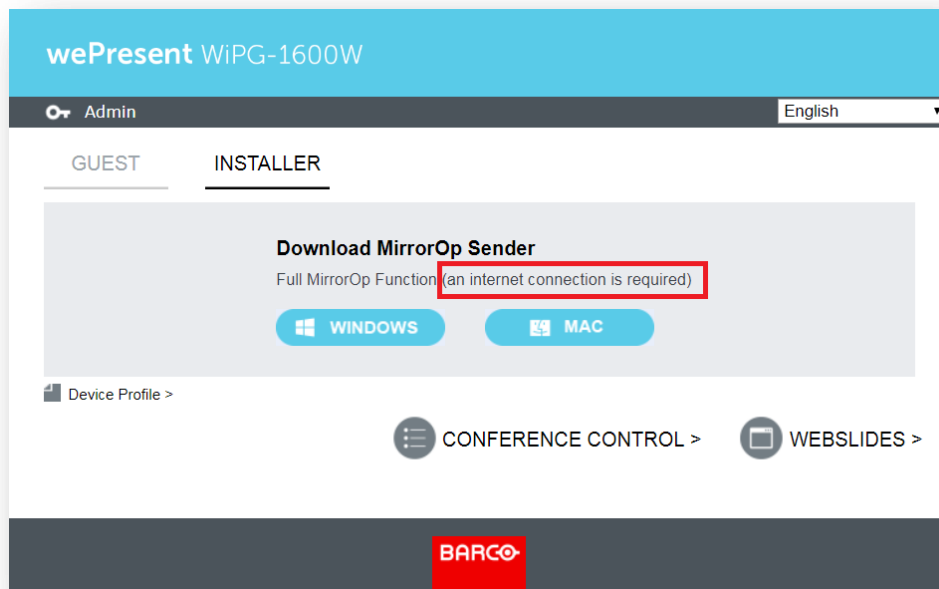 wePresent WiPG-1600W
Admin
English
GUEST
INSTALLER
Download MirrorOp Sender
Full MirrorOp Function (an internet connection is required)
WINDOWS
MAC
Device Profile >
CONFERENCE CONTROL >
WEBSLIDES >
BARCO